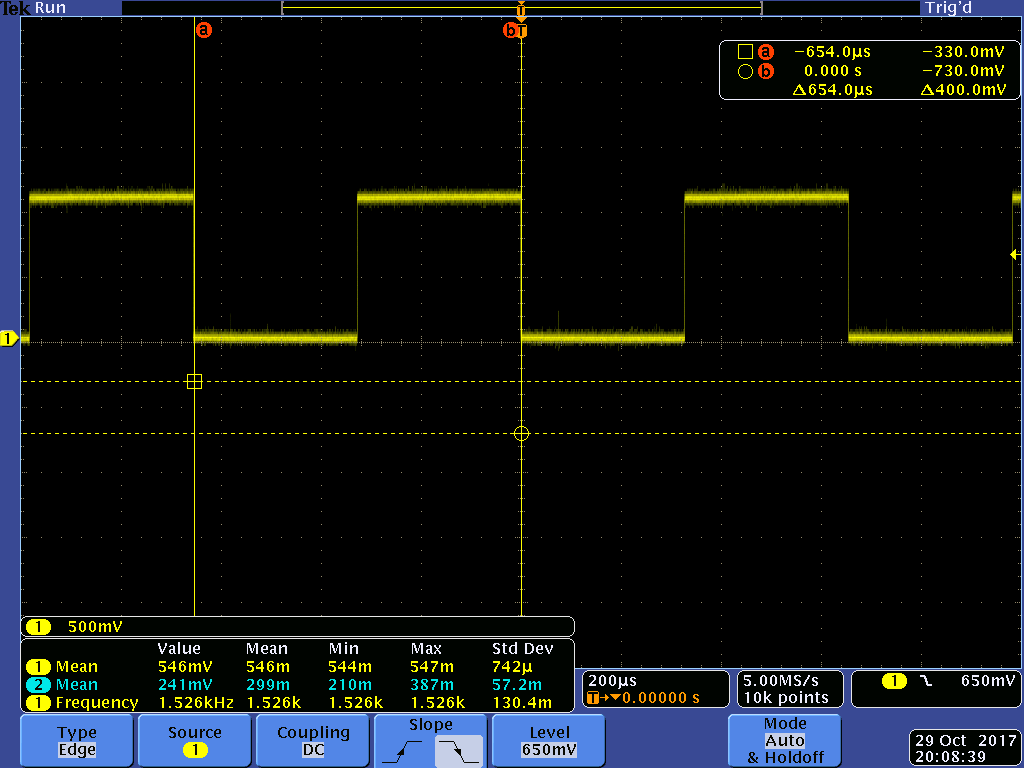 Tek Run Trig'd
a b T T
a −654.0µs −330.0mV
b 0.000 s −730.0mV
Δ654.0µs Δ400.0mV
1
1 500mV
Value Mean Min Max Std Dev
1 Mean 546mV 546m 544m 547m 742µ
2 Mean 241mV 299m 210m 387m 57.2m
1 Frequency 1.526kHz 1.526k 1.526k 1.526k 130.4m
200µs
T→▼0.00000 s
5.00MS/s
10k points
1 650mV
Type
Edge
Source
1
Coupling
DC
Slope
Level
650mV
Mode
Auto
& Holdoff
29 Oct 2017
20:08:39